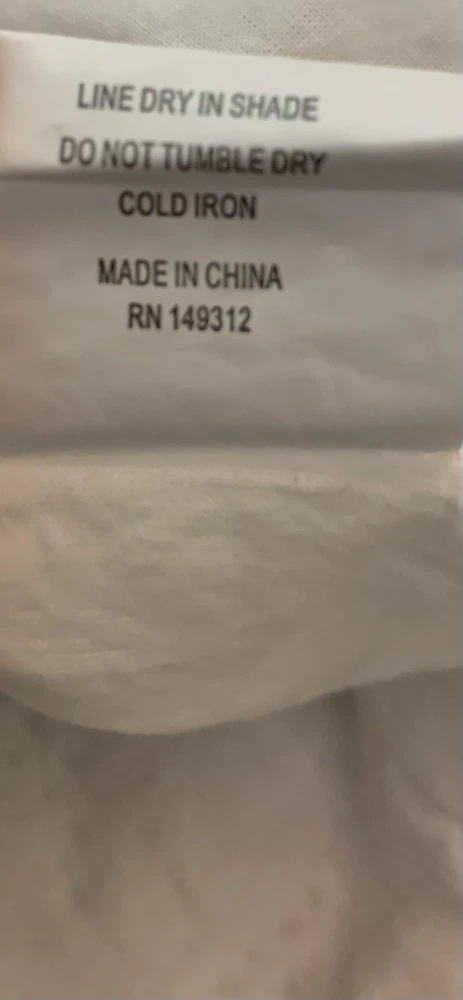 LINE DRY IN SHADE
DO NOT TUMBLE DRY
COLD IRON
MADE IN CHINA
RN 149312